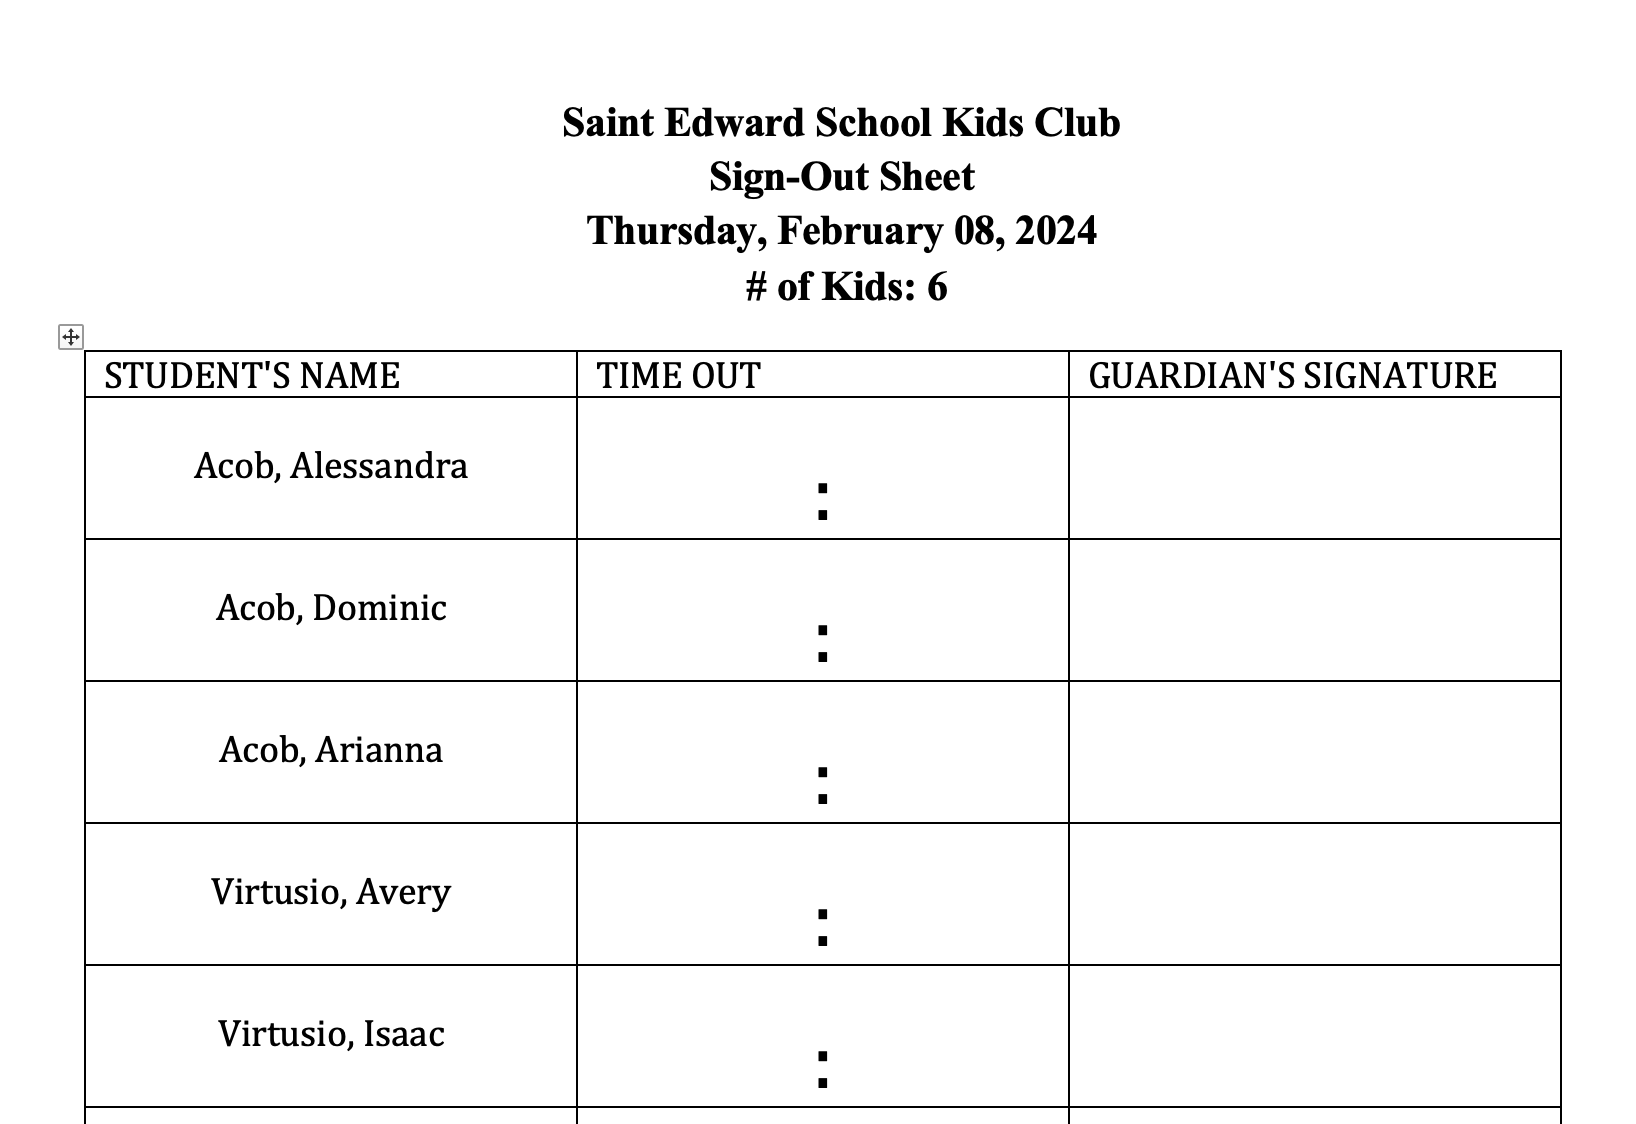 Saint Edward School Kids Club
Sign-Out Sheet
Thursday, February 08, 2024
# of Kids: 6
STUDENT'S NAME TIME OUT GUARDIAN'S SIGNATURE
Acob, Alessandra :
Acob, Dominic :
Acob, Arianna :
Virtusio, Avery :
Virtusio, Isaac :